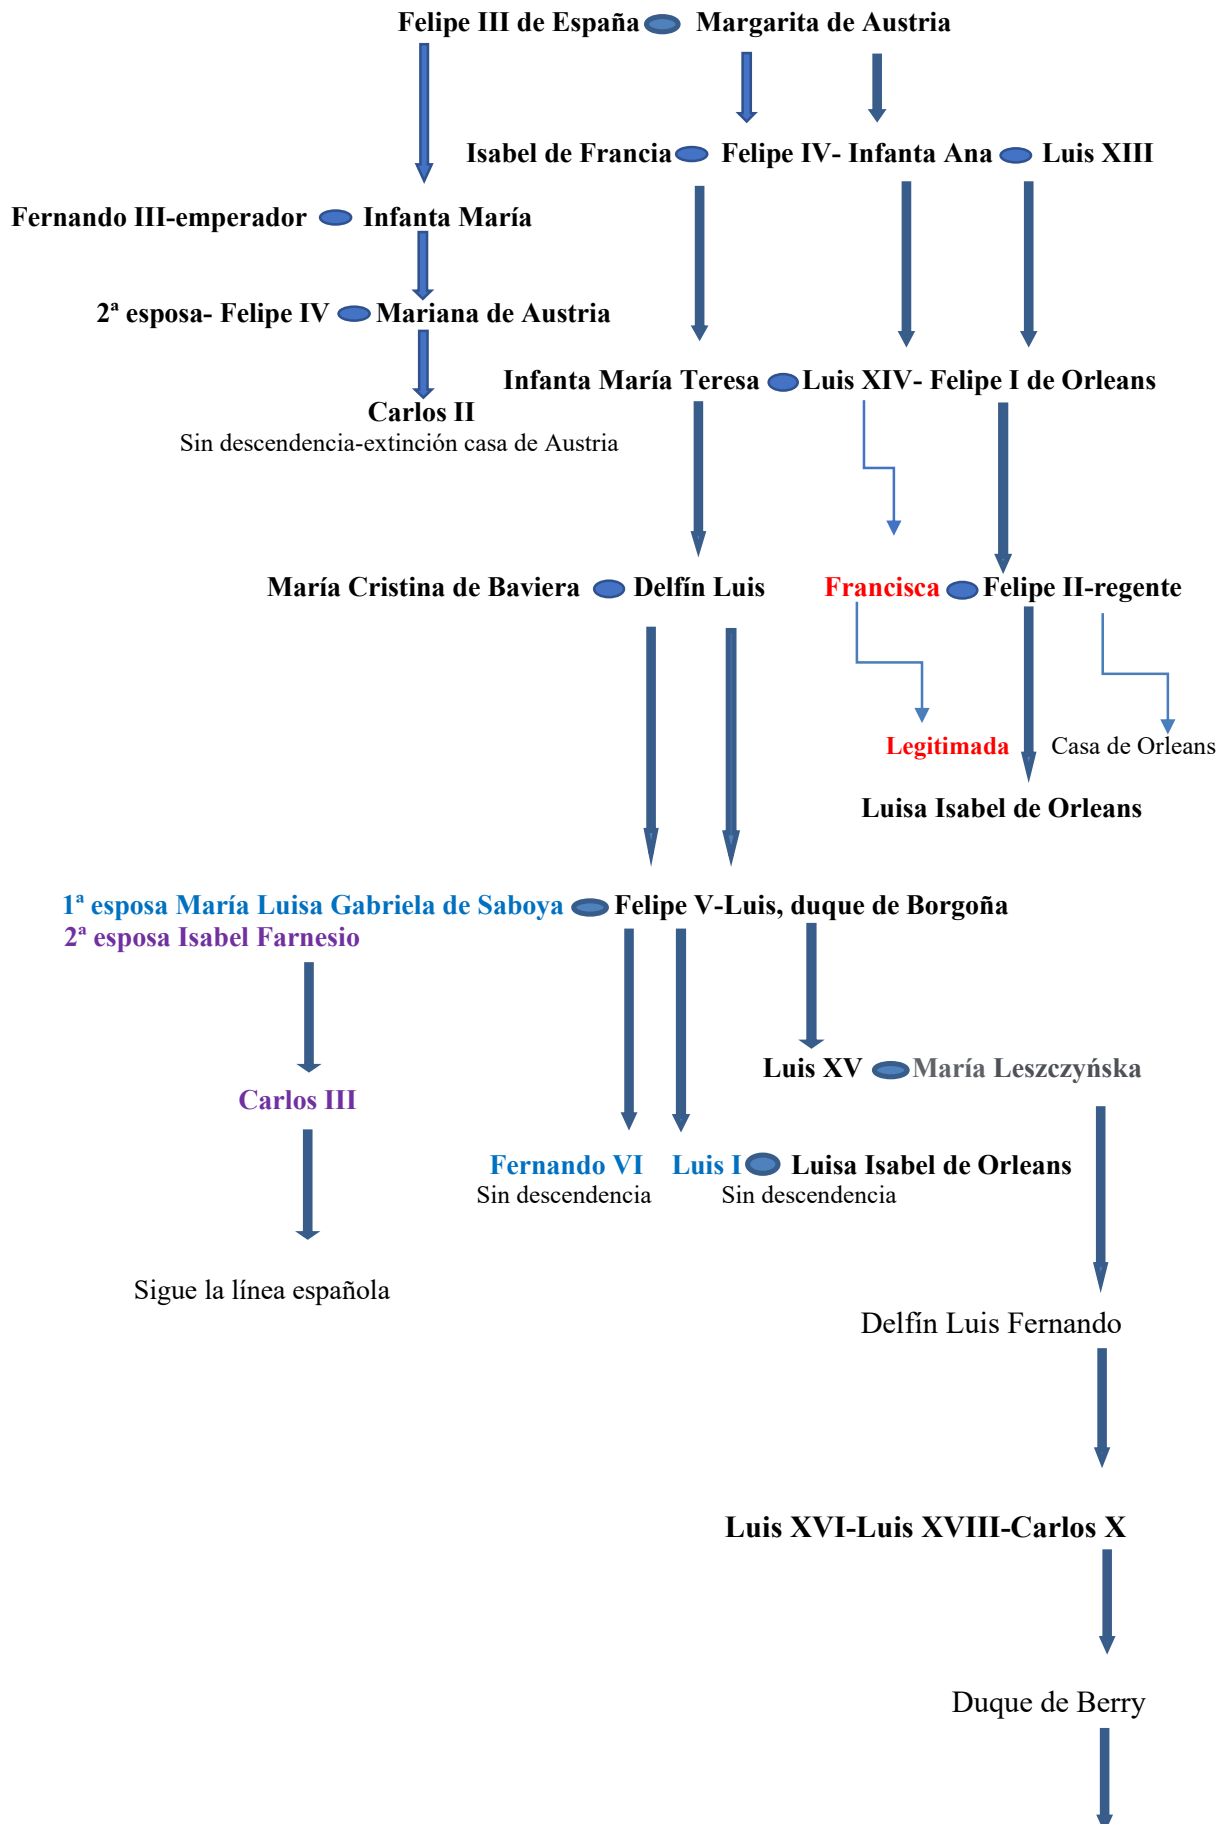 Felipe III de España Margarita de Austria
Isabel de Francia Felipe IV- Infanta Ana Luis XIII
Fernando III-emperador Infanta María
2ª esposa- Felipe IV Mariana de Austria
Infanta María Teresa Luis XIV- Felipe I de Orleans
Carlos II
Sin descendencia-extinción casa de Austria
María Cristina de Baviera Delfín Luis Francisca Felipe II-regente
Legitimada Casa de Orleans
Luisa Isabel de Orleans
1ª esposa María Luisa Gabriela de Saboya Felipe V-Luis, duque de Borgoña
2ª esposa Isabel Farnesio
Luis XV María Leszczyńska
Carlos III
Fernando VI Luis I Luisa Isabel de Orleans
Sin descendencia Sin descendencia
Sigue la línea española
Delfín Luis Fernando
Luis XVI-Luis XVIII-Carlos X
Duque de Berry